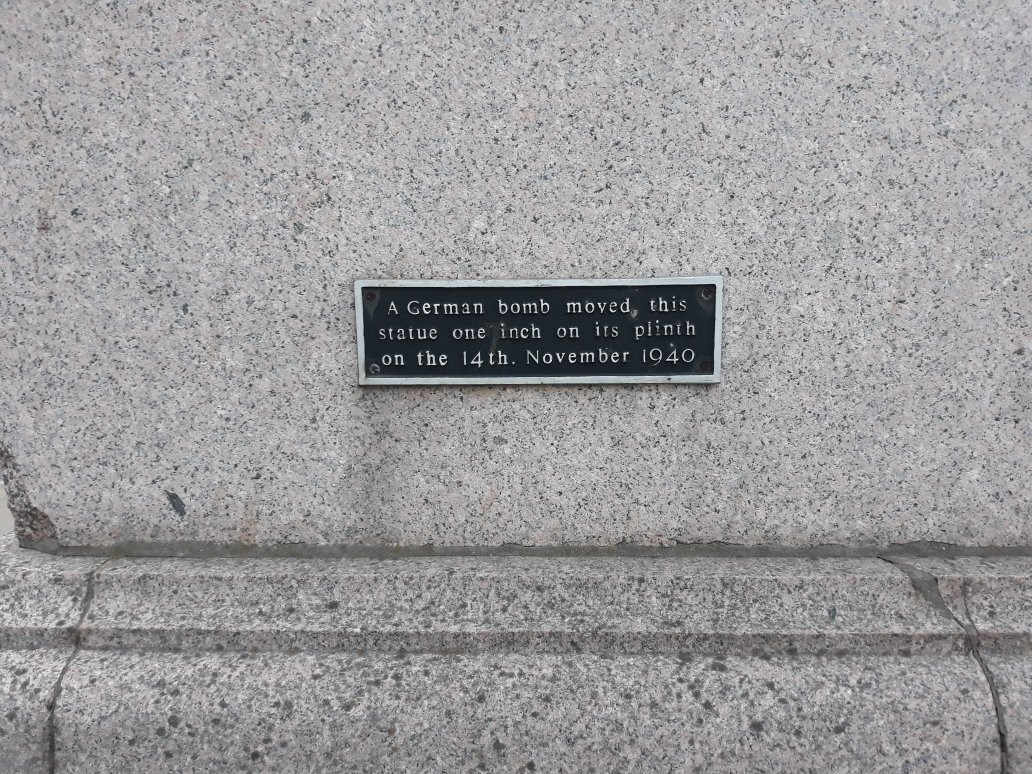 A German bomb moved this
statue one inch on its plinth
on the 14th. November 1940